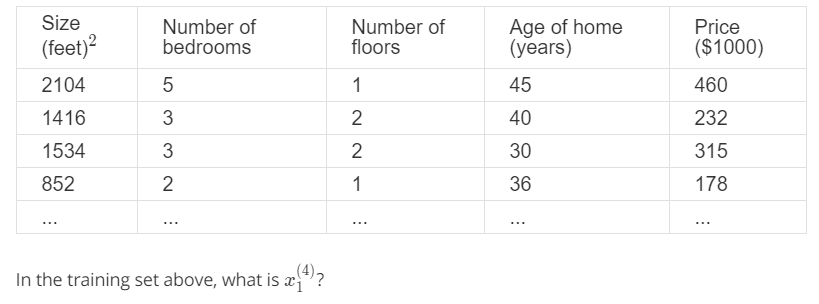 Size (feet)² Number of bedrooms Number of floors Age of home (years) Price ($1000)
2104 5 1 45 460
1416 3 2 40 232
1534 3 2 30 315
852 2 1 36 178
... ... ... ... ...
In the training set above, what is x₁⁽⁴⁾?